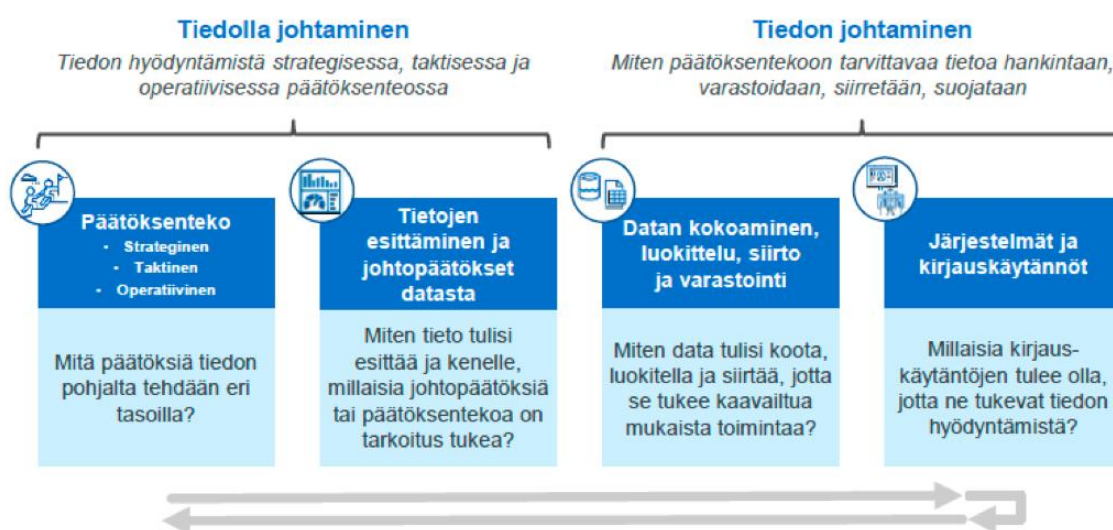 Tiedolla johtaminen
Tiedon hyödyntämistä strategisessa, taktisessa ja
operatiivisessa päätöksenteossa
Tiedon johtaminen
Miten päätöksentekoon tarvittavaa tietoa hankintaan,
varastoidaan, siirretään, suojataan
Päätöksenteko
• Strateginen
• Taktinen
• Operatiivinen
Mitä päätöksiä tiedon
pohjalta tehdään eri
tasoilla?
Tietojen
esittäminen ja
johtopäätökset
datasta
Miten tieto tulisi
esittää ja kenelle,
millaisia johtopäätöksiä
tai päätöksentekoa on
tarkoitus tukea?
Datan kokoaminen,
luokittelu, siirto
ja varastointi
Miten data tulisi koota,
luokitella ja siirtää, jotta
se tukee kaavailtua
mukaista toimintaa?
Järjestelmät ja
kirjauskäytännöt
Millaisia kirjaus-
käytäntöjen tulee olla,
jotta ne tukevat tiedon
hyödyntämistä?